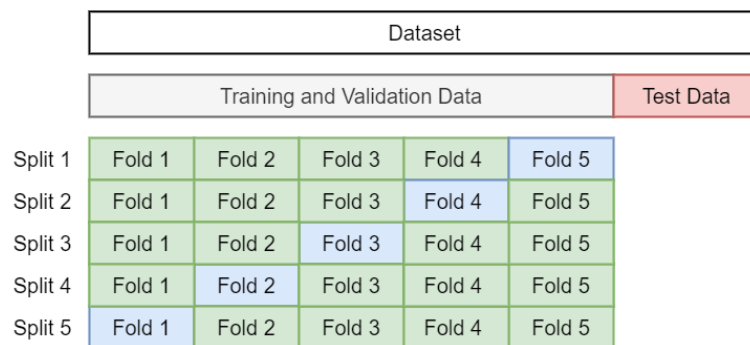 Dataset
Training and Validation Data Test Data
Split 1 Fold 1 Fold 2 Fold 3 Fold 4 Fold 5
Split 2 Fold 1 Fold 2 Fold 3 Fold 4 Fold 5
Split 3 Fold 1 Fold 2 Fold 3 Fold 4 Fold 5
Split 4 Fold 1 Fold 2 Fold 3 Fold 4 Fold 5
Split 5 Fold 1 Fold 2 Fold 3 Fold 4 Fold 5